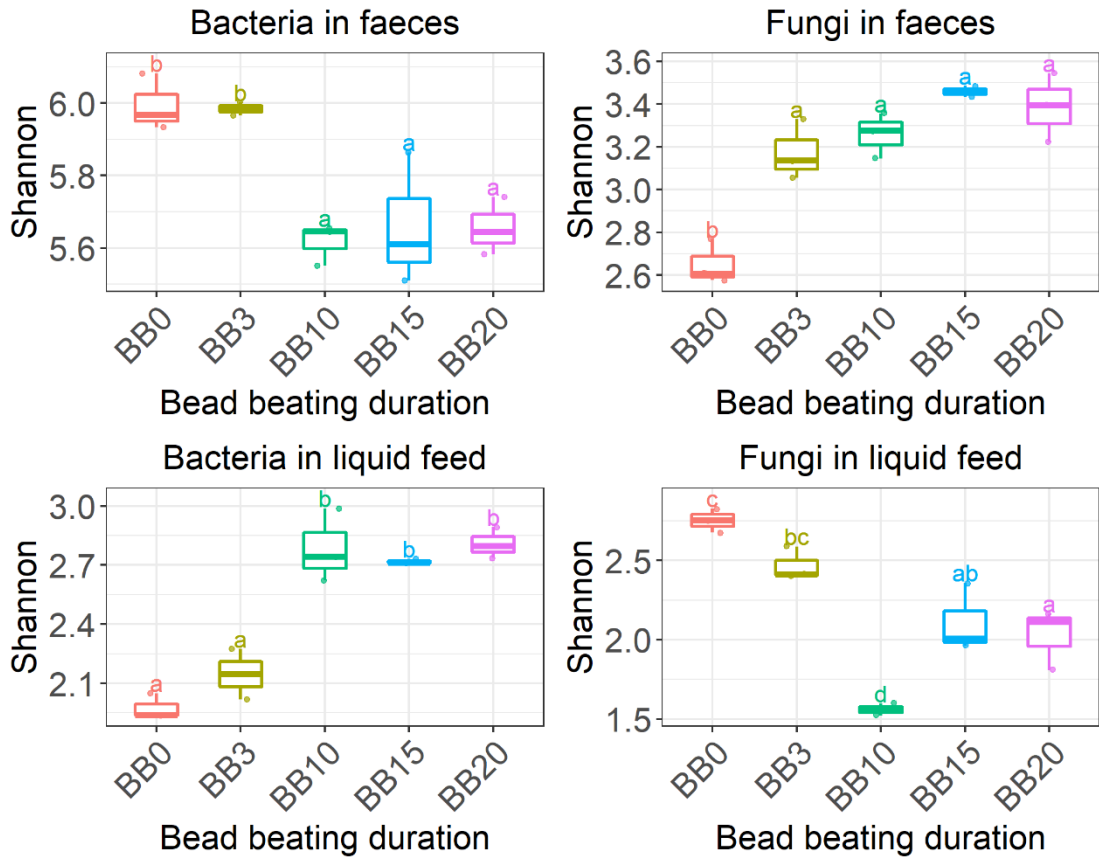 Bacteria in faeces
Shannon
6.0
5.8
5.6
b
b
a
a
a
BB0
BB3
BB10
BB15
BB20
Bead beating duration
Fungi in faeces
Shannon
3.6
3.4
3.2
3.0
2.8
2.6
b
a
a
a
a
BB0
BB3
BB10
BB15
BB20
Bead beating duration
Bacteria in liquid feed
Shannon
3.0
2.7
2.4
2.1
a
a
b
b
b
BB0
BB3
BB10
BB15
BB20
Bead beating duration
Fungi in liquid feed
Shannon
2.5
2.0
1.5
c
bc
d
ab
a
BB0
BB3
BB10
BB15
BB20
Bead beating duration